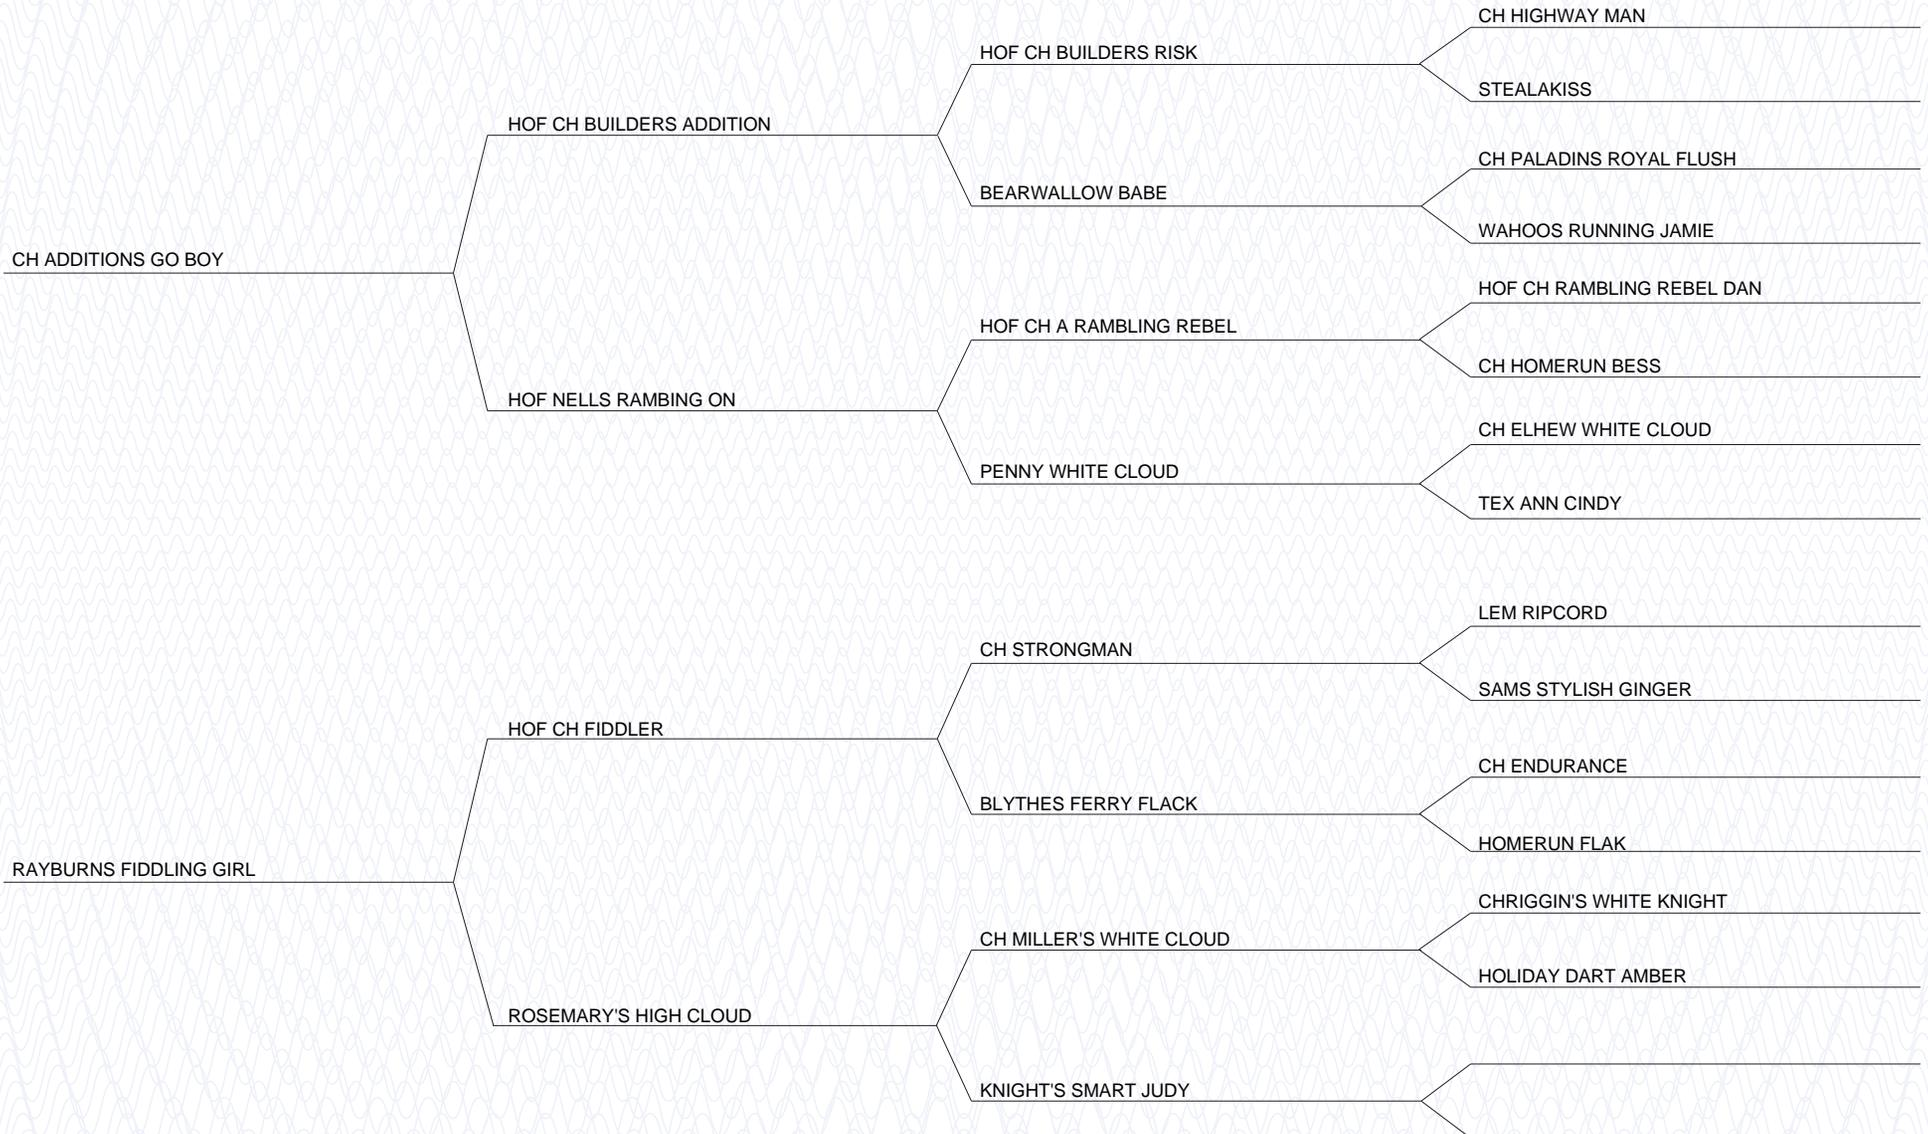 CH HIGHWAY MAN
HOF CH BUILDERS RISK
STEALAKISS
HOF CH BUILDERS ADDITION
CH PALADINS ROYAL FLUSH
BEARWALLOW BABE
WAHOOS RUNNING JAMIE
CH ADDITIONS GO BOY
HOF CH RAMBLING REBEL DAN
HOF CH A RAMBLING REBEL
CH HOMERUN BESS
HOF NELLS RAMBING ON
CH ELHEW WHITE CLOUD
PENNY WHITE CLOUD
TEX ANN CINDY
LEM RIPCORD
CH STRONGMAN
SAMS STYLISH GINGER
HOF CH FIDDLER
CH ENDURANCE
BLYTHES FERRY FLACK
HOMERUN FLAK
RAYBURNS FIDDLING GIRL
CHRIGGIN'S WHITE KNIGHT
CH MILLER'S WHITE CLOUD
HOLIDAY DART AMBER
ROSEMARY'S HIGH CLOUD
KNIGHT'S SMART JUDY